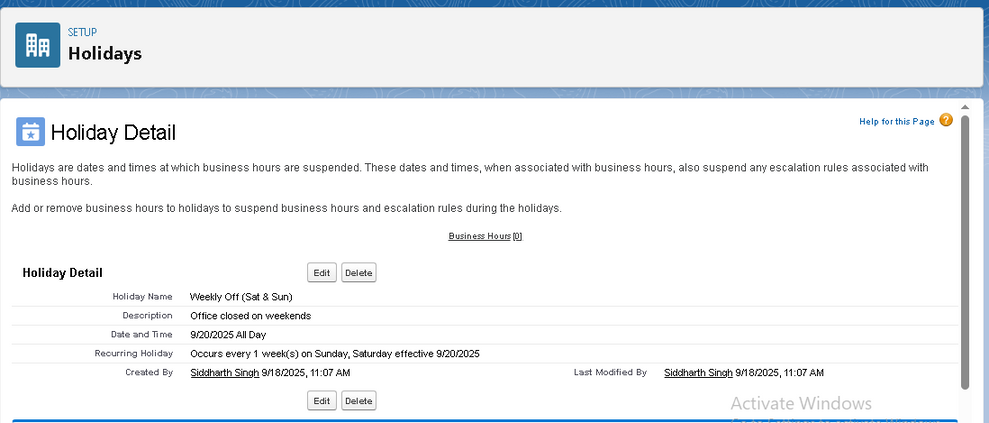 SETUP
Holidays
Holiday Detail
Help for this Page ?
Holidays are dates and times at which business hours are suspended. These dates and times, when associated with business hours, also suspend any escalation rules associated with
business hours.
Add or remove business hours to holidays to suspend business hours and escalation rules during the holidays.
Business Hours [0]
Holiday Detail Edit Delete
Holiday Name Weekly Off (Sat & Sun)
Description Office closed on weekends
Date and Time 9/20/2025 All Day
Recurring Holiday Occurs every 1 week(s) on Sunday, Saturday effective 9/20/2025
Created By Siddharth Singh 9/18/2025, 11:07 AM Last Modified By Siddharth Singh 9/18/2025, 11:07 AM
Edit Delete
Activate Windows